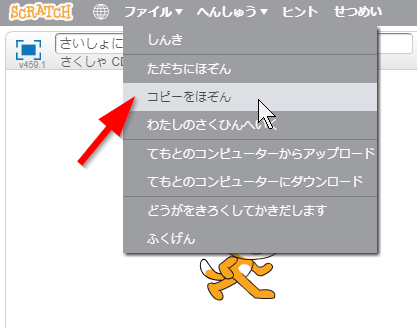 SCRATCH ファイル▼ へんしゅう▼ ヒント せつめい
さいしょに
さくしゃ CD
v459.1
しんき
ただちにほぞん
コピーをほぞん
わたしのさくひんへいく
てもとのコンピューターからアップロード
てもとのコンピューターにダウンロード
どうがをきろくしてかきだします
ふくげん